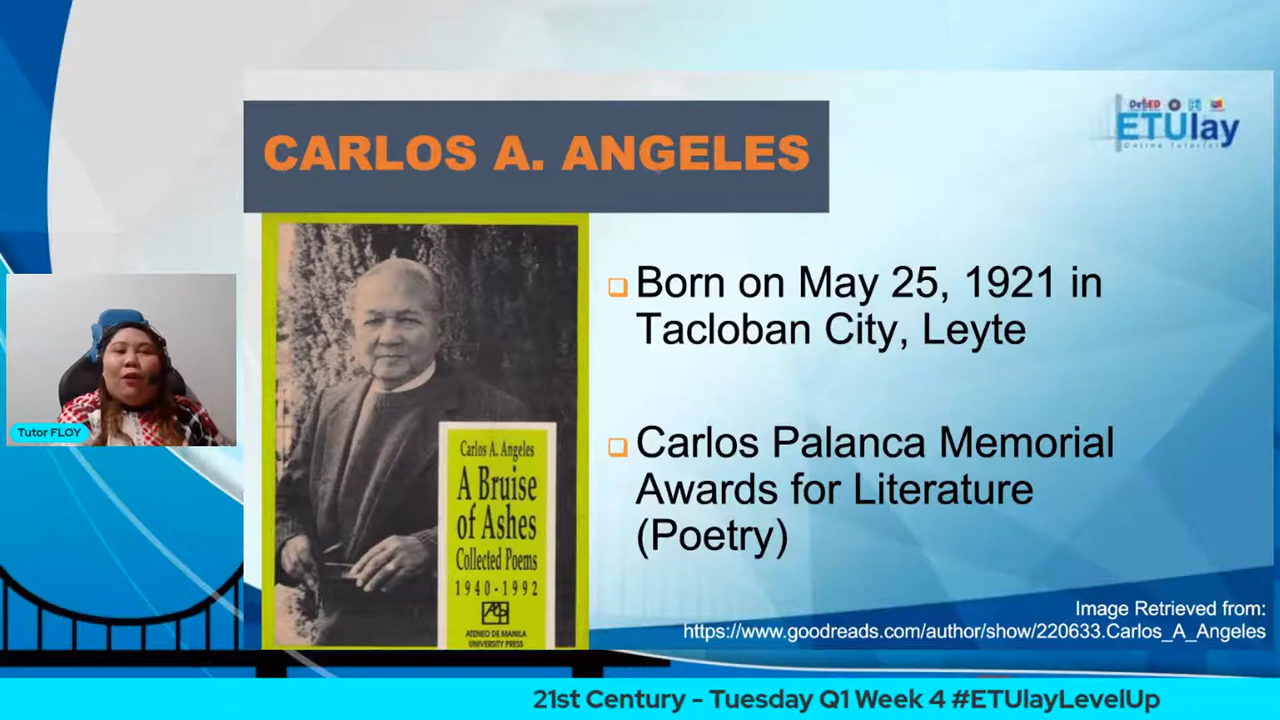 CARLOS A. ANGELES
DepED
ETUlay
Online Tutorial
Born on May 25, 1921 in
Tacloban City, Leyte
Carlos Palanca Memorial
Awards for Literature
(Poetry)
Tutor FLOY
Carlos A. Angeles
A Bruise
of Ashes
Collected Poems
1940-1992
ATENEO DE MANILA
UNIVERSITY PRESS
Image Retrieved from:
https://www.goodreads.com/author/show/220633.Carlos_A_Angeles
21st Century - Tuesday Q1 Week 4 #ETUlayLevelUp